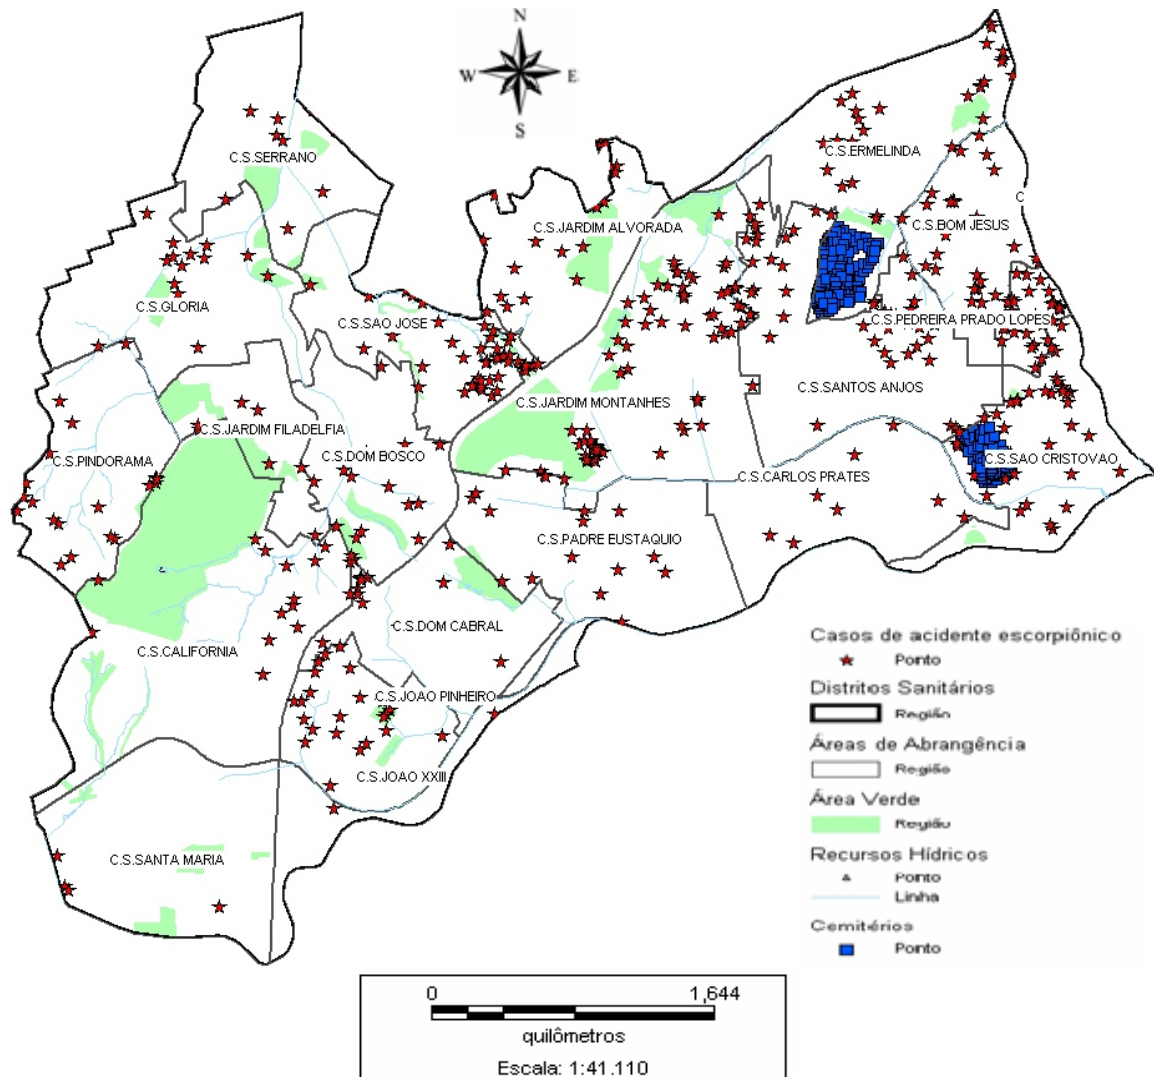 N
W E
S
C.S.SERRANO
C.S.ERMELINDA
C
C.S.JARDIM ALVORADA
C.S.BOM JESUS
C.S.GLORIA
C.S.SAO JOSE
C.S.PEDREIRA PRADO LOPES
C.S.SANTOS ANJOS
C.S.JARDIM MONTANHES
C.S.JARDIM FILADELFIA
C.S.PINDORAMA
C.S.DOM BOSCO
C.S.SAO CRISTOVAO
C.S.CARLOS PRATES
C.S.PADRE EUSTAQUIO
C.S.DOM CABRAL
C.S.CALIFORNIA
C.S.JOAO PINHEIRO
C.S.JOAO XXIII
C.S.SANTA MARIA
Casos de acidente escorpiônico
Ponto
Distritos Sanitários
Região
Áreas de Abrangência
Região
Área Verde
Região
Recursos Hídricos
Ponto
Linha
Cemitérios
Ponto
0 1,644
quilômetros
Escala: 1:41.110